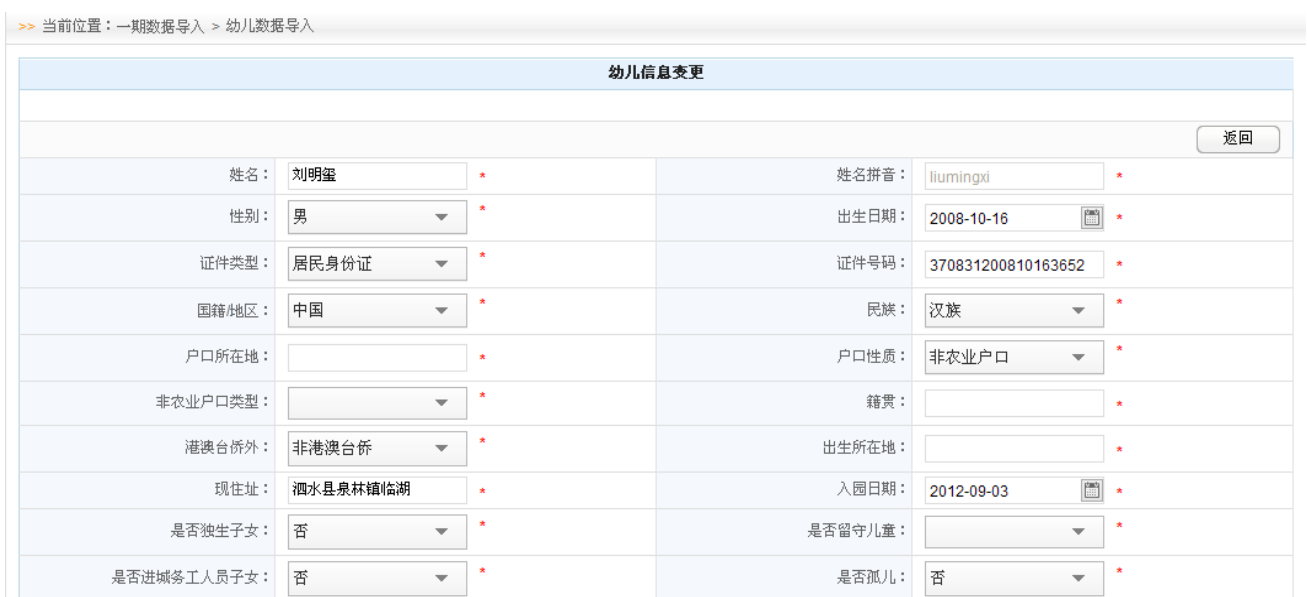 >> 当前位置：一期数据导入 > 幼儿数据导入
幼儿信息变更
返回
姓名： 刘明玺 * 姓名拼音： liumingxi *
性别： 男 * 出生日期： 2008-10-16 *
证件类型： 居民身份证 * 证件号码： 370831200810163652 *
国籍/地区： 中国 * 民族： 汉族 *
户口所在地： * 户口性质： 非农业户口 *
非农业户口类型： * 籍贯： *
港澳台侨外： 非港澳台侨 * 出生所在地： *
现住址： 泗水县泉林镇临湖 * 入园日期： 2012-09-03 *
是否独生子女： 否 * 是否留守儿童： *
是否进城务工人员子女： 否 * 是否孤儿： 否 *